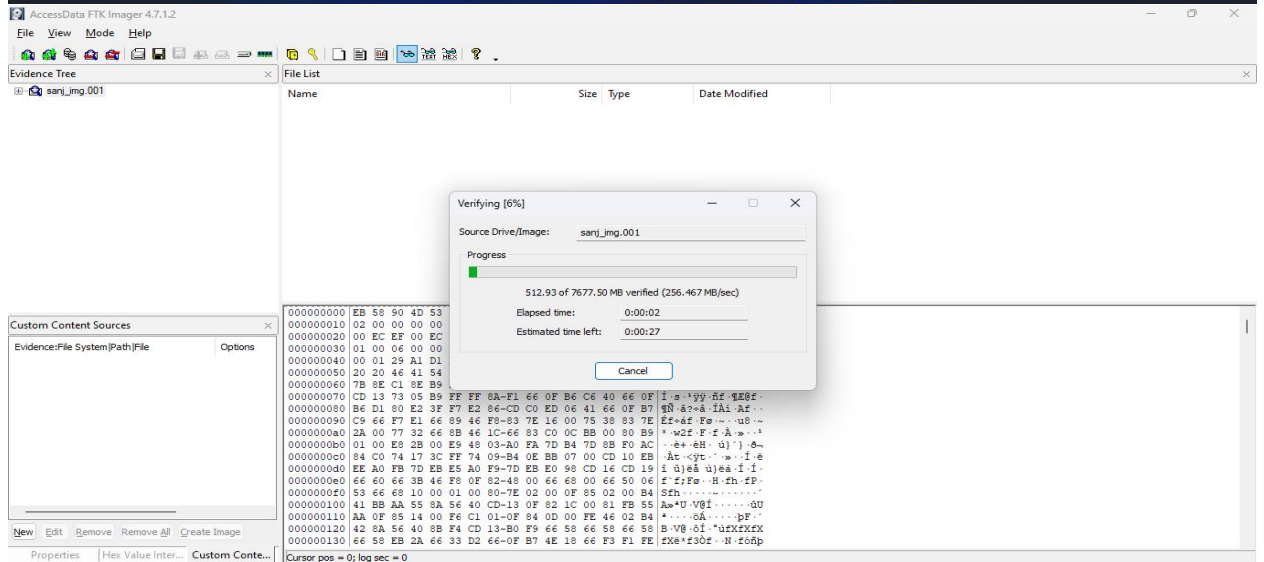 AccessData FTK Imager 4.7.1.2
File View Mode Help
TEXT HEX
Evidence Tree
File List
sanj_img.001
Name Size Type Date Modified
Verifying [6%]
Source Drive/Image: sanj_img.001
Progress
512.93 of 7677.50 MB verified (256.467 MB/sec)
Elapsed time: 0:00:02
Estimated time left: 0:00:27
Cancel
Custom Content Sources
Evidence:File System|Path|File Options
New Edit Remove Remove All Create Image
Properties Hex Value Inter... Custom Conte...
000000000 EB 58 90 4D 53
000000010 02 00 00 00 00
000000020 00 EC EF 00 EC
000000030 01 00 06 00 00
000000040 00 01 29 A1 D1
000000050 20 20 46 41 54
000000060 7B 8E C1 8E B9
000000070 CD 13 73 05 B9 FF FF 8A-F1 66 0F B6 C6 40 66 0F
000000080 B6 D1 80 E2 3F F7 E2 86-CD C0 ED 06 41 66 0F B7
000000090 C9 66 F7 E1 66 89 46 F8-83 7E 16 00 75 38 83 7E
0000000a0 2A 00 77 32 66 8B 46 1C-66 83 C0 0C BB 00 80 B9
0000000b0 01 00 E8 2B 00 E9 48 03-A0 FA 7D B4 7D 8B F0 AC
0000000c0 84 C0 74 17 3C FF 74 09-B4 0E BB 07 00 CD 10 EB
0000000d0 EE A0 FB 7D EB E5 A0 F9-7D EB E0 98 CD 16 CD 19
0000000e0 66 60 66 3B 46 F8 0F 82-48 00 66 68 00 66 50 06
0000000f0 53 66 68 10 00 01 00 80-7E 02 00 0F 85 02 00 B4
000000100 41 BB AA 55 8A 56 40 CD-13 0F 82 1C 00 81 FB 55
000000110 AA 0F 85 14 00 F6 C1 01-0F 84 0D 00 FE 46 02 B4
000000120 42 8A 56 40 8B F4 CD 13-B0 F9 66 58 66 58 66 58
000000130 66 58 EB 2A 66 33 D2 66-0F B7 4E 18 66 F3 F1 FE
Cursor pos = 0; log sec = 0